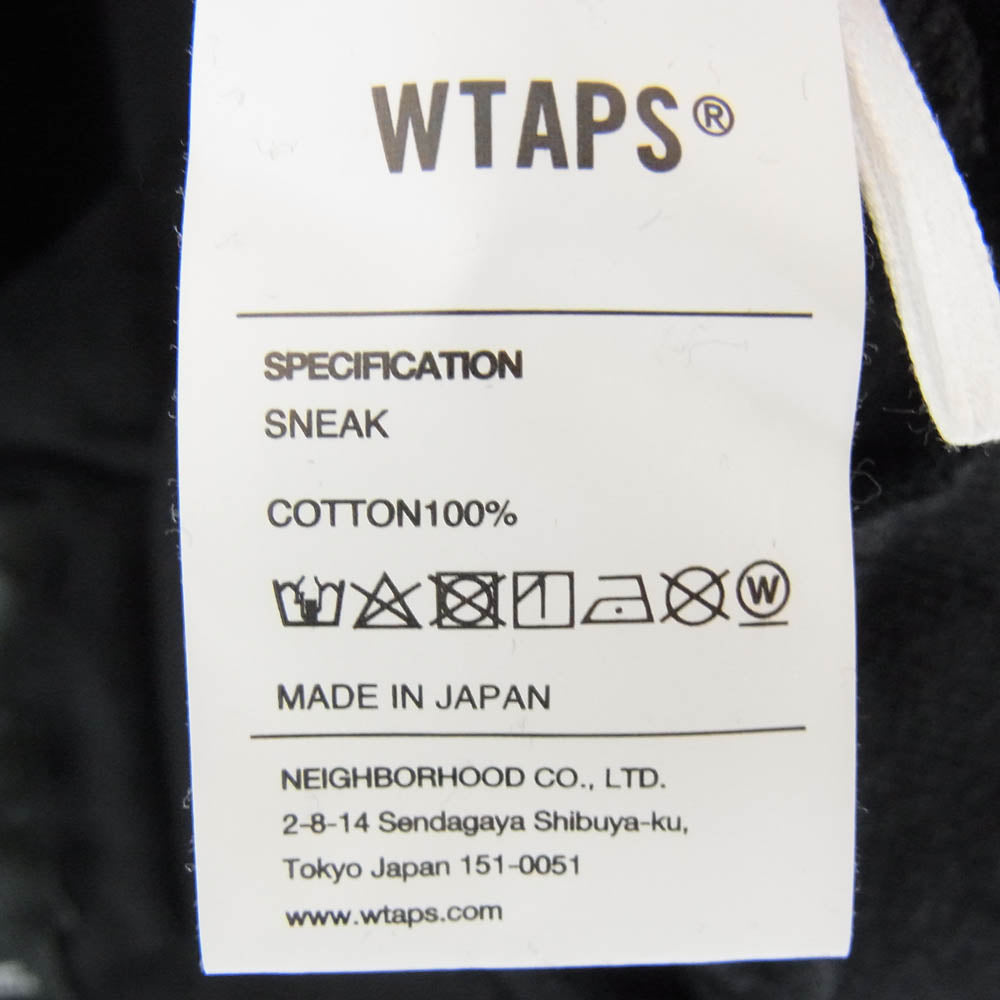 WTAPS®
SPECIFICATION
SNEAK
COTTON100%
W
MADE IN JAPAN
NEIGHBORHOOD CO., LTD.
2-8-14 Sendagaya Shibuya-ku,
Tokyo Japan 151-0051
www.wtaps.com